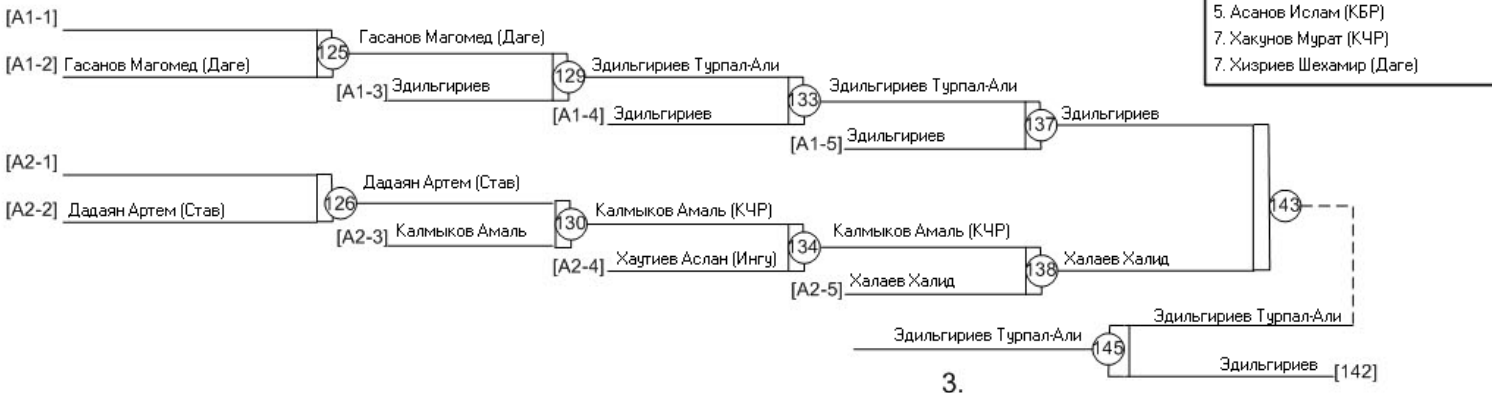 5. Асанов Ислам (КБР)
7. Хакунов Мурат (КЧР)
7. Хизриев Шехамир (Даге)
[A1-1]
[A1-2] Гасанов Магомед (Даге)
125
Гасанов Магомед (Даге)
[A1-3] Эдильгириев
129
Эдильгириев Турпал-Али
[A1-4] Эдильгириев
133
Эдильгириев Турпал-Али
[A1-5] Эдильгириев
137
Эдильгириев
[A2-1]
[A2-2] Дадаян Артем (Став)
126
Дадаян Артем (Став)
[A2-3] Калмыков Амаль
130
Калмыков Амаль (КЧР)
[A2-4] Хаутиев Аслан (Ингу)
134
Калмыков Амаль (КЧР)
[A2-5] Халаев Халид
138
Халаев Халид
143
Эдильгириев Турпал-Али
Эдильгириев [142]
145
Эдильгириев Турпал-Али
3.